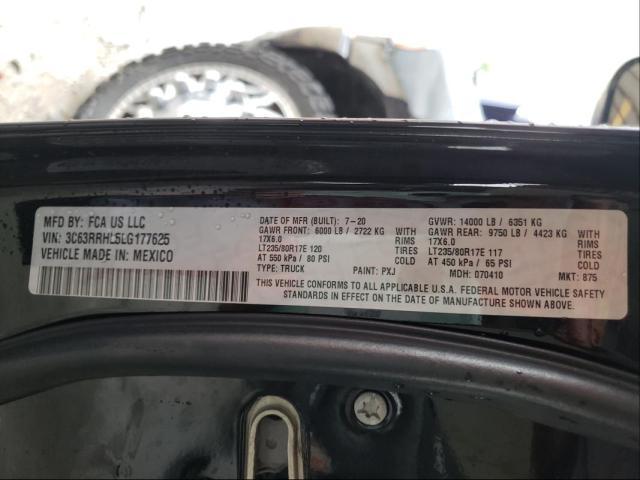 MFD BY: FCA US LLC
VIN: 3C63RRHL5LG177625
VEHICLE MADE IN: MEXICO
DATE OF MFR (BUILT): 7-20
GAWR FRONT: 6000 LB / 2722 KG WITH
17X6.0 RIMS
LT235/80R17E 120 TIRES
AT 550 kPa / 80 PSI COLD
TYPE: TRUCK PAINT: PXJ
GVWR: 14000 LB / 6351 KG
GAWR REAR: 9750 LB / 4423 KG WITH
17X6.0 RIMS
LT235/80R17E 117 TIRES
AT 450 kPa / 65 PSI COLD
MDH: 070410 MKT: 875
THIS VEHICLE CONFORMS TO ALL APPLICABLE U.S.A. FEDERAL MOTOR VEHICLE SAFETY
STANDARDS IN EFFECT ON THE DATE OF MANUFACTURE SHOWN ABOVE.